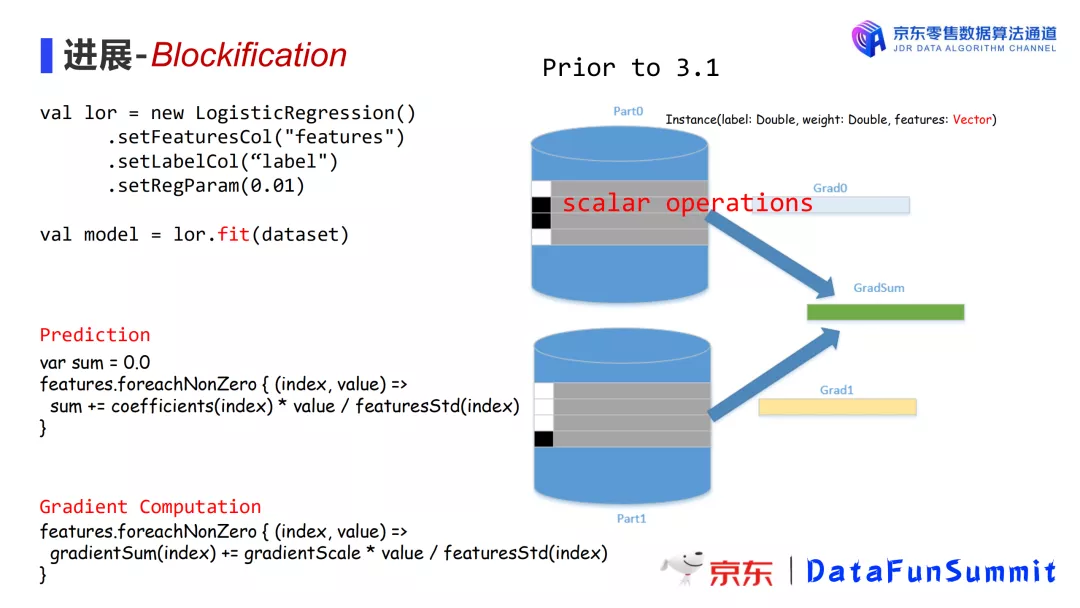 进展-Blockification
京东零售数据算法通道
JDR DATA ALGORITHM CHANNEL
val lor = new LogisticRegression()
.setFeaturesCol("features")
.setLabelCol(“label")
.setRegParam(0.01)
val model = lor.fit(dataset)
Prediction
var sum = 0.0
features.foreachNonZero { (index, value) =>
sum += coefficients(index) * value / featuresStd(index)
}
Gradient Computation
features.foreachNonZero { (index, value) =>
gradientSum(index) += gradientScale * value / featuresStd(index)
}
Prior to 3.1
Part0
Instance(label: Double, weight: Double, features: Vector)
scalar operations
Grad0
GradSum
Grad1
Part1
京东 | DataFunSummit